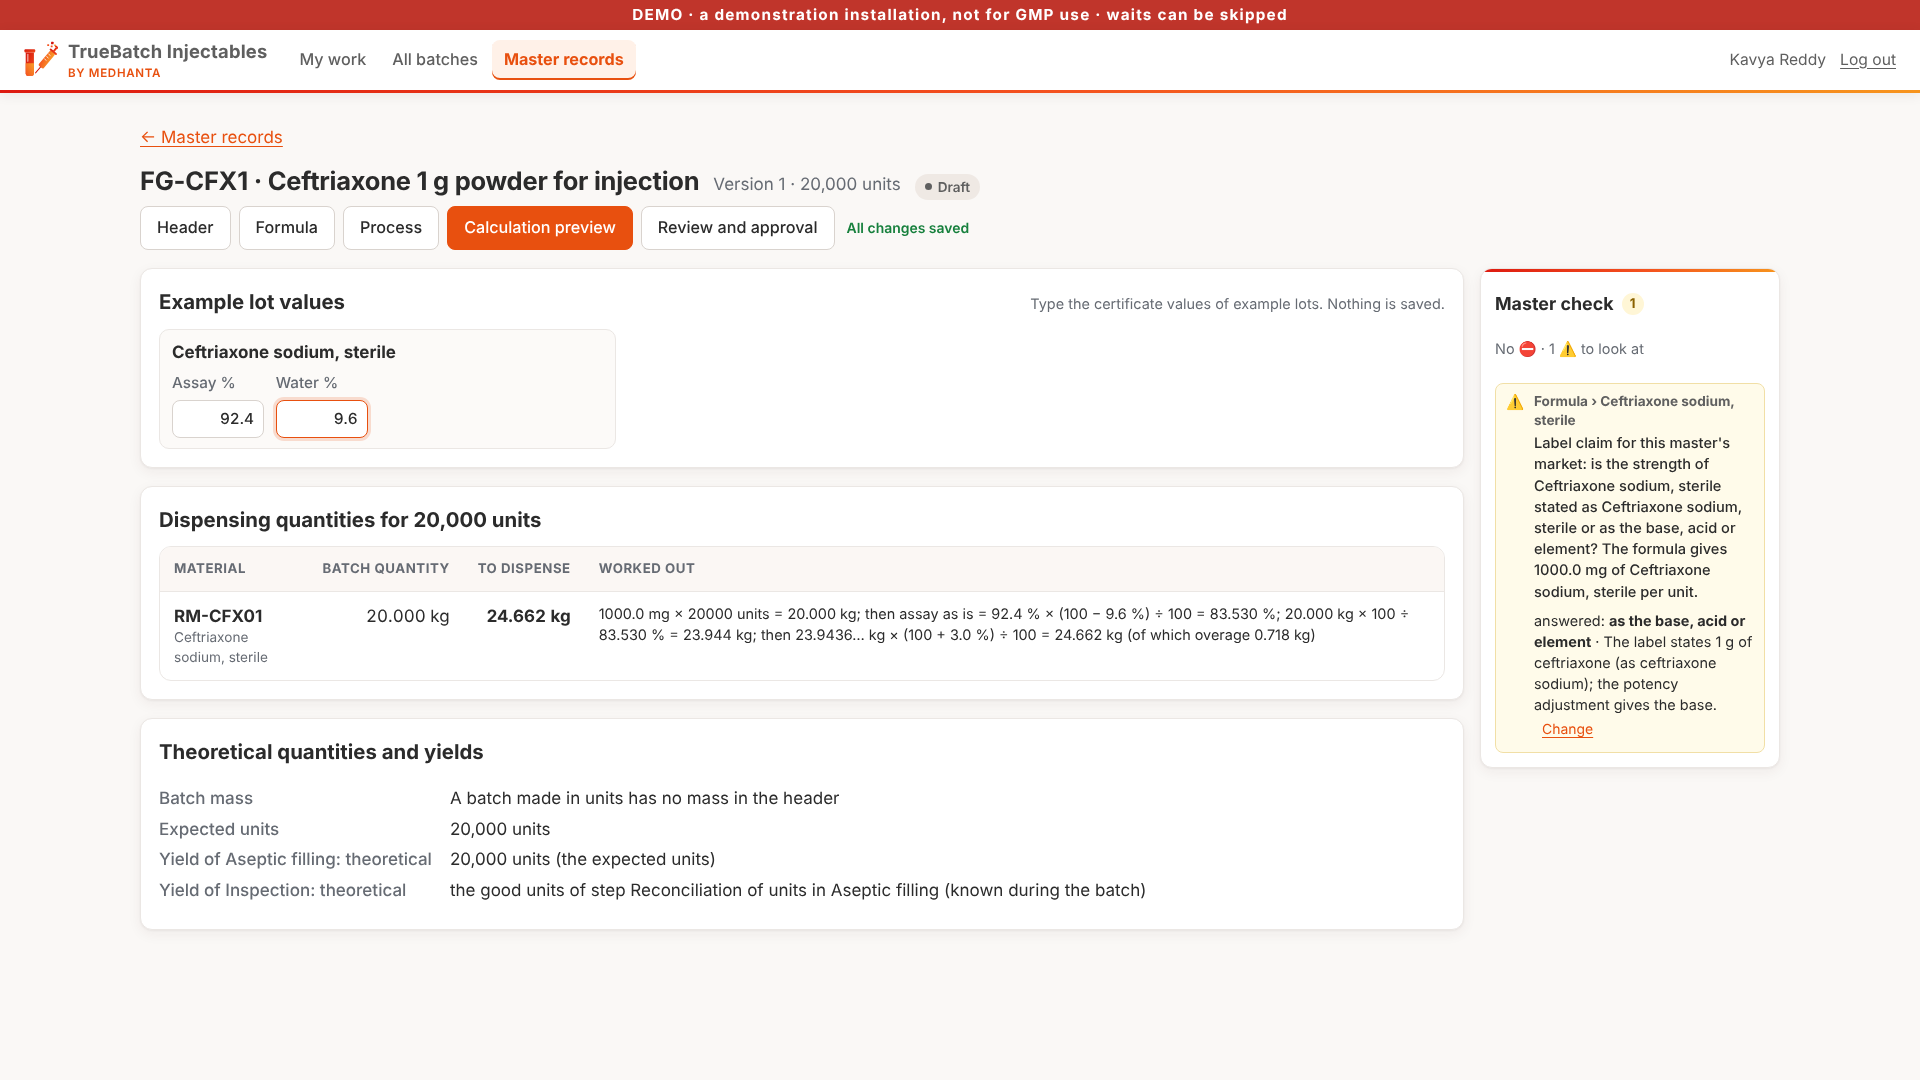 DEMO · a demonstration installation, not for GMP use · waits can be skipped
TrueBatch Injectables
BY MEDHANTA
My work
All batches
Master records
Kavya Reddy
Log out
← Master records
FG-CFX1 · Ceftriaxone 1 g powder for injection
Version 1 · 20,000 units
Draft
Header
Formula
Process
Calculation preview
Review and approval
All changes saved
Example lot values
Type the certificate values of example lots. Nothing is saved.
Ceftriaxone sodium, sterile
Assay %
Water %
92.4
9.6
Dispensing quantities for 20,000 units
MATERIAL
BATCH QUANTITY
TO DISPENSE
WORKED OUT
RM-CFX01
Ceftriaxone
sodium, sterile
20.000 kg
24.662 kg
1000.0 mg × 20000 units = 20.000 kg; then assay as is = 92.4 % × (100 − 9.6 %) ÷ 100 = 83.530 %; 20.000 kg × 100 ÷
83.530 % = 23.944 kg; then 23.9436... kg × (100 + 3.0 %) ÷ 100 = 24.662 kg (of which overage 0.718 kg)
Theoretical quantities and yields
Batch mass
A batch made in units has no mass in the header
Expected units
20,000 units
Yield of Aseptic filling: theoretical
20,000 units (the expected units)
Yield of Inspection: theoretical
the good units of step Reconciliation of units in Aseptic filling (known during the batch)
Master check 1
No ⛔ · 1 ⚠️ to look at
⚠️ Formula › Ceftriaxone sodium,
sterile
Label claim for this master's
market: is the strength of
Ceftriaxone sodium, sterile
stated as Ceftriaxone sodium,
sterile or as the base, acid or
element? The formula gives
1000.0 mg of Ceftriaxone
sodium, sterile per unit.
answered: as the base, acid or
element · The label states 1 g of
ceftriaxone (as ceftriaxone
sodium); the potency
adjustment gives the base.
Change